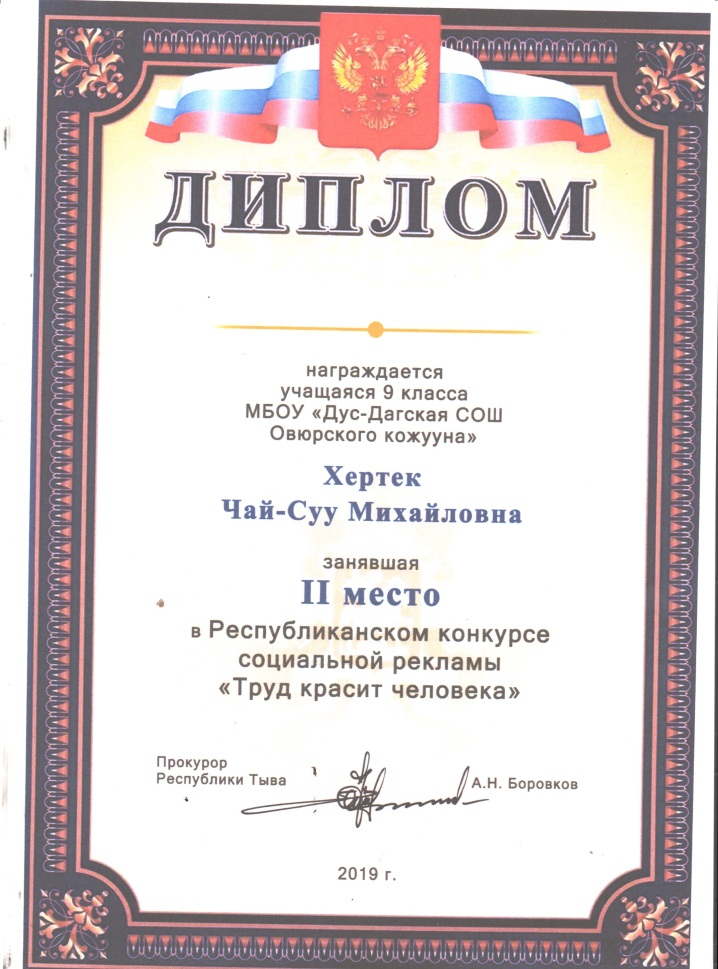 ДИПЛОМ
награждается
учащаяся 9 класса
МБОУ «Дус-Дагская СОШ
Овюрского кожууна»
Хертек
Чай-Суу Михайловна
занявшая
II место
в Республиканском конкурсе
социальной рекламы
«Труд красит человека»
Прокурор
Республики Тыва
А.Н. Боровков
2019 г.